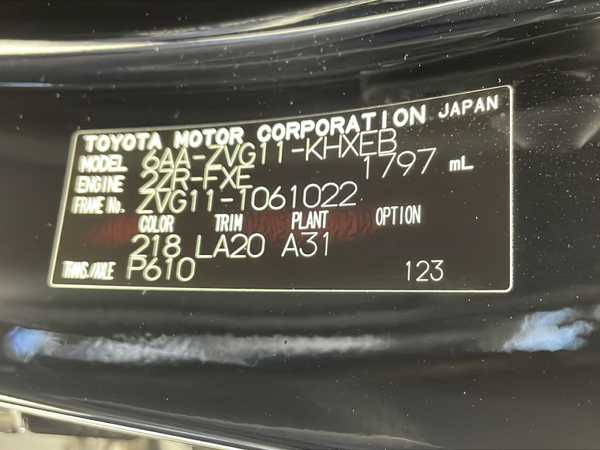 TOYOTA MOTOR CORPORATION JAPAN
MODEL 6AA-ZVG11-KHXEB
ENGINE 2ZR-FXE 1797 mL
FRAME No. ZVG11-1061022
COLOR TRIM PLANT OPTION
218 LA20 A31
TRANS./AXLE P610 123